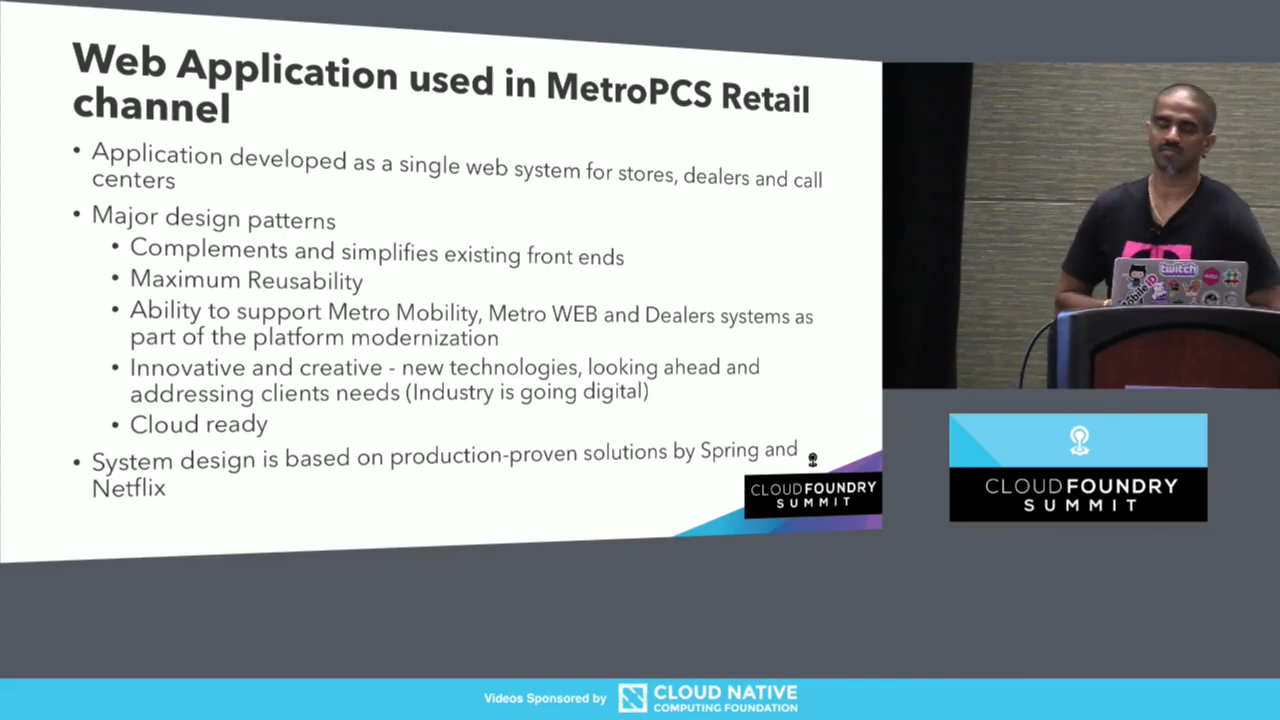 Web Application used in MetroPCS Retail
channel
• Application developed as a single web system for stores, dealers and call
centers
• Major design patterns
• Complements and simplifies existing front ends
• Maximum Reusability
• Ability to support Metro Mobility, Metro WEB and Dealers systems as
part of the platform modernization
• Innovative and creative - new technologies, looking ahead and
addressing clients needs (Industry is going digital)
• Cloud ready
• System design is based on production-proven solutions by Spring and
Netflix
CLOUDFOUNDRY
SUMMIT
twitch
mobileID
CLOUDFOUNDRY
SUMMIT
Videos Sponsored by
CLOUD NATIVE
COMPUTING FOUNDATION